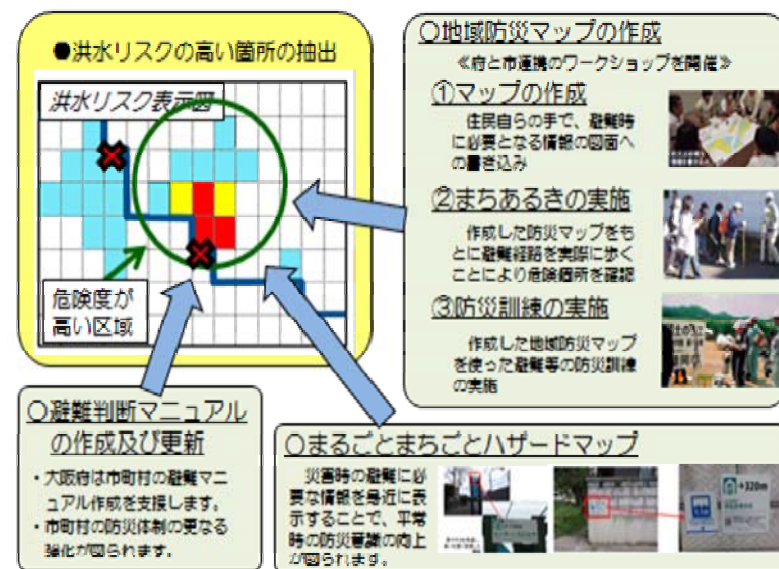 ●洪水リスクの高い箇所の抽出
洪水リスク表示図
危険度が
高い区域
○地域防災マップの作成
≪府と市連携のワークショップを開催≫
①マップの作成
住民自らの手で、避難時
に必要となる情報の図面へ
の書き込み
②まちあるきの実施
作成した防災マップをも
とに避難経路を実際に歩く
ことにより危険箇所を確認
③防災訓練の実施
作成した地域防災マップ
を使った避難等の防災訓練
の実施
○避難判断マニュアル
の作成及び更新
・大阪府は市町村の避難マニ
ュアル作成を支援します。
・市町村の防災体制の更なる
強化が図られます。
○まるごとまちごとハザードマップ
災害時の避難に必
要な情報を身近に表
示することで、平常
時の防災意識の向上
が図られます。
+320m